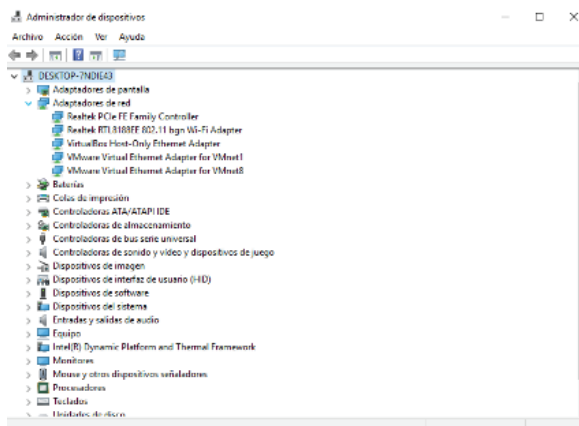 Administrador de dispositivos
Archivo Acción Ver Ayuda
DESKTOP-7NDIE43
Adaptadores de pantalla
Adaptadores de red
Realtek PCIe FE Family Controller
Realtek RTL8188EE 802.11 bgn Wi-Fi Adapter
VirtualBox Host-Only Ethernet Adapter
VMware Virtual Ethernet Adapter for VMnet1
VMware Virtual Ethernet Adapter for VMnet8
Baterías
Colas de impresión
Controladoras ATA/ATAPI IDE
Controladoras de almacenamiento
Controladoras de bus serie universal
Controladoras de sonido y vídeo y dispositivos de juego
Dispositivos de imagen
Dispositivos de interfaz de usuario (HID)
Dispositivos de software
Dispositivos del sistema
Entradas y salidas de audio
Equipo
Intel(R) Dynamic Platform and Thermal Framework
Monitores
Mouse y otros dispositivos señaladores
Procesadores
Teclados
Unidades de disco